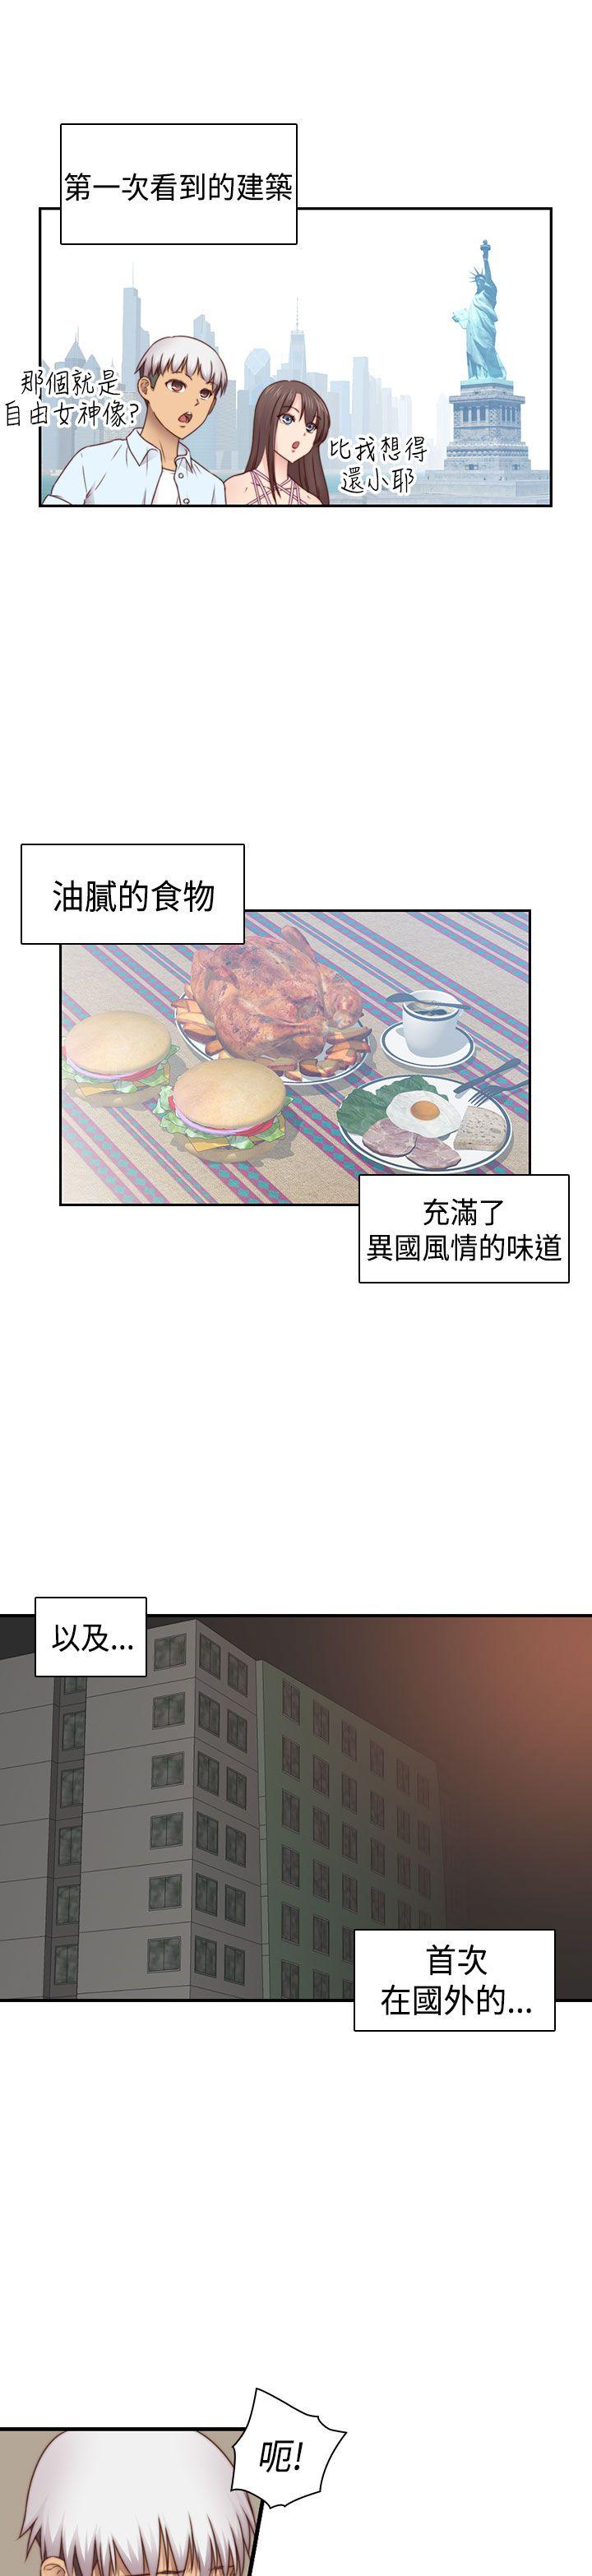 第一次看到的建築
那個就是
自由女神像?
比我想得
還小耶
油膩的食物
充滿了
異國風情的味道
以及...
首次
在國外的...
呃!